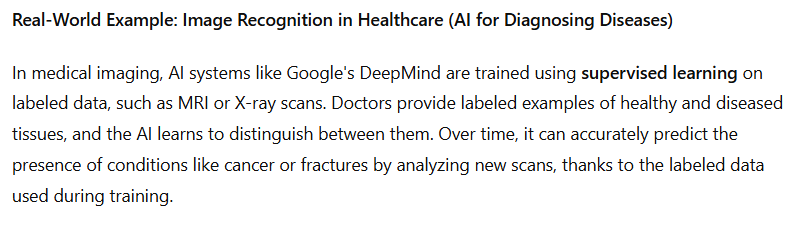 Real-World Example: Image Recognition in Healthcare (AI for Diagnosing Diseases)
In medical imaging, AI systems like Google's DeepMind are trained using supervised learning on
labeled data, such as MRI or X-ray scans. Doctors provide labeled examples of healthy and diseased
tissues, and the AI learns to distinguish between them. Over time, it can accurately predict the
presence of conditions like cancer or fractures by analyzing new scans, thanks to the labeled data
used during training.